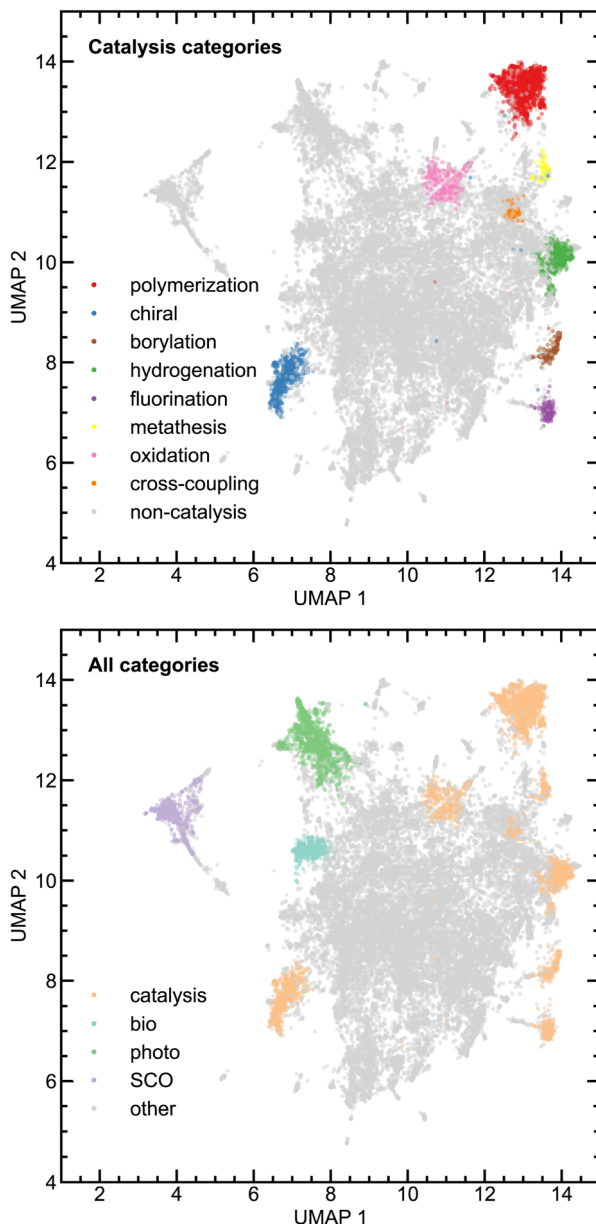 Catalysis categories
14
12
10
8
6
4
UMAP 2
polymerization
chiral
borylation
hydrogenation
fluorination
metathesis
oxidation
cross-coupling
non-catalysis
2 4 6 8 10 12 14
UMAP 1
All categories
14
12
10
8
6
4
UMAP 2
catalysis
bio
photo
SCO
other
2 4 6 8 10 12 14
UMAP 1